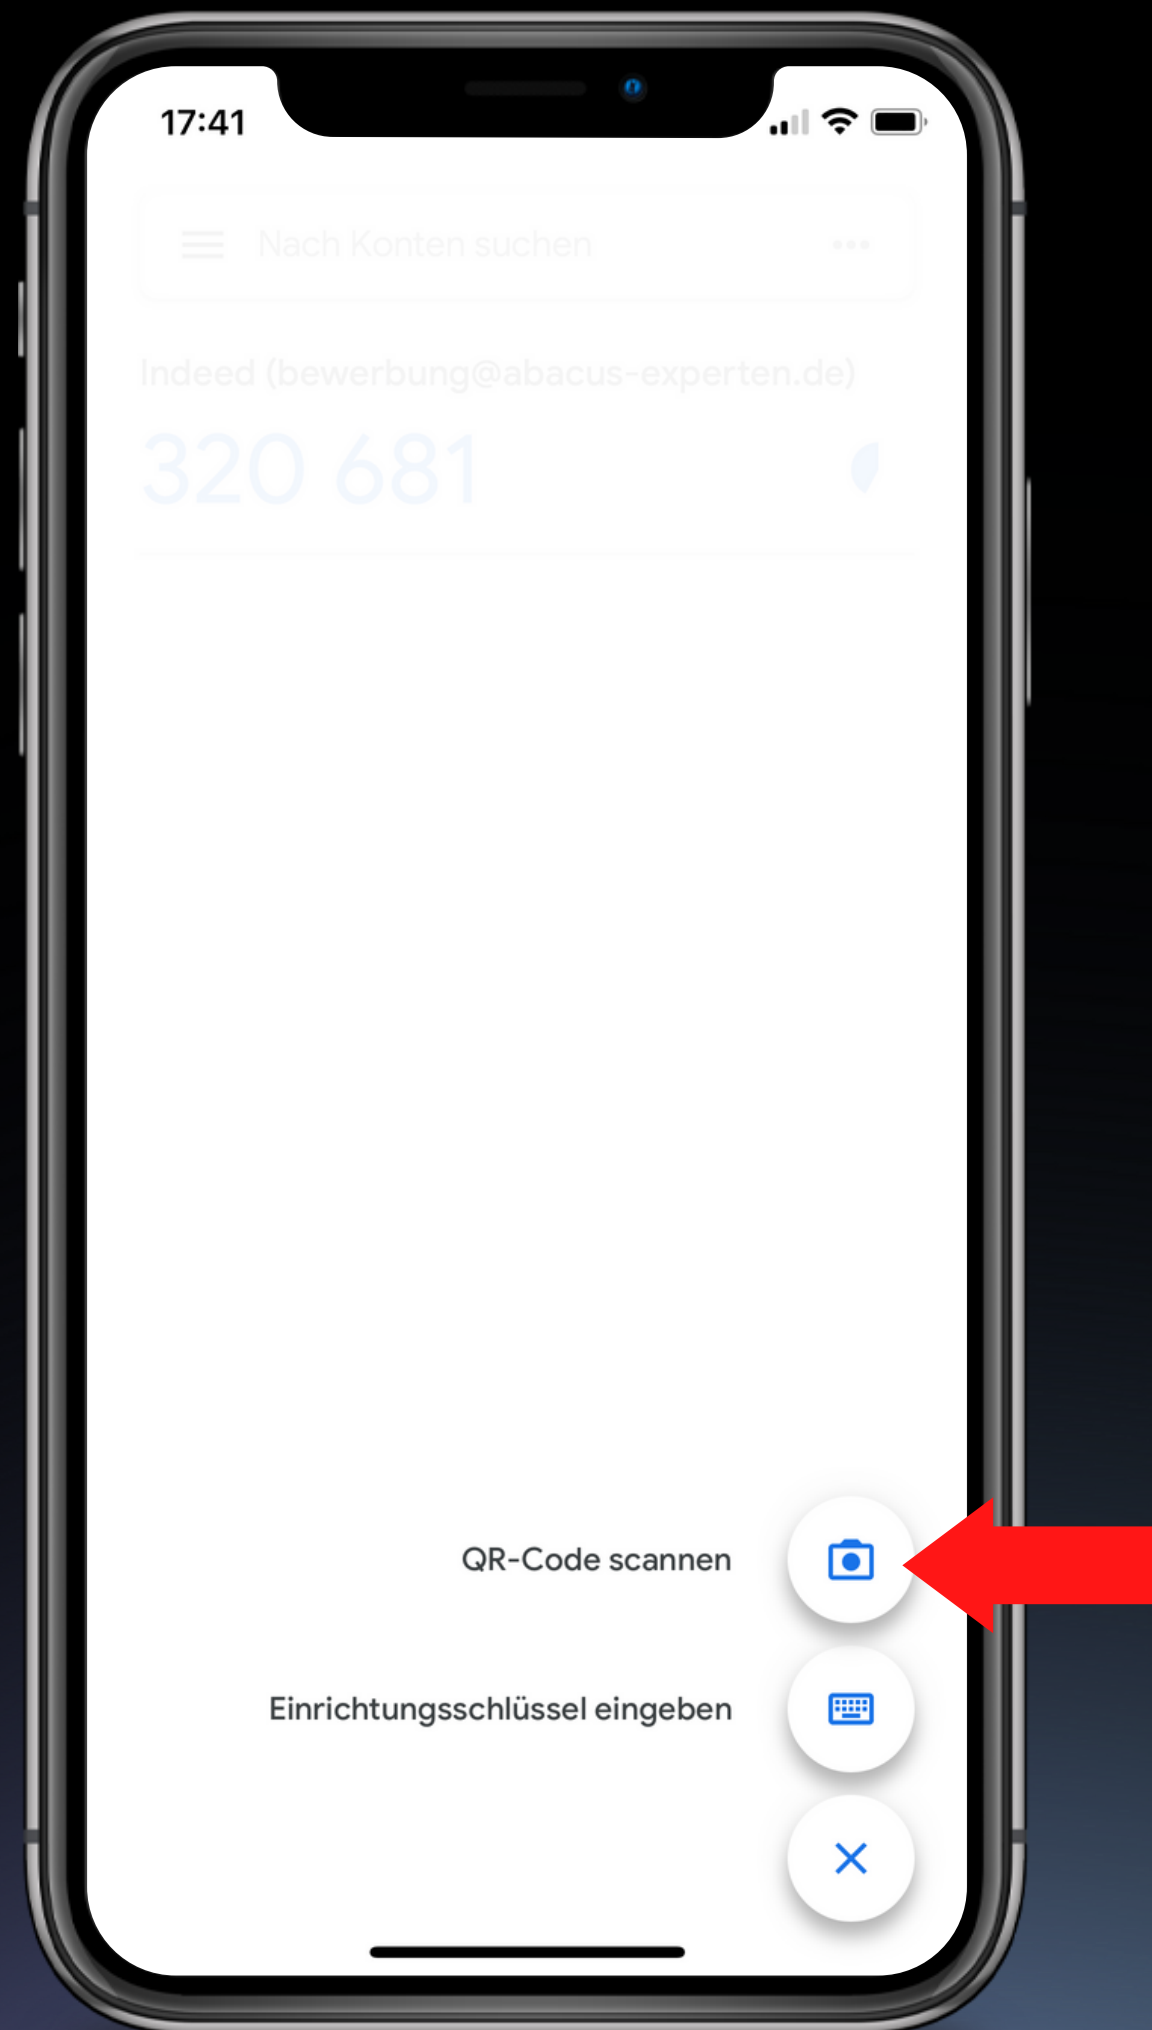 17:41
Nach Konten suchen
Indeed (bewerbung@abacus-experten.de)
320 681
QR-Code scannen
Einrichtungsschlüssel eingeben